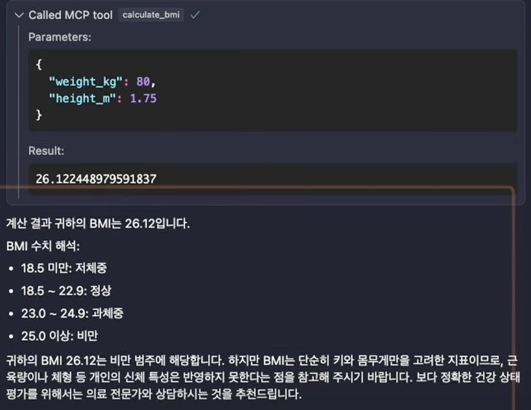 Called MCP tool calculate_bmi
Parameters:
{
"weight_kg": 80,
"height_m": 1.75
}
Result:
26.122448979591837
계산 결과 귀하의 BMI는 26.12입니다.
BMI 수치 해석:
• 18.5 미만: 저체중
• 18.5 ~ 22.9: 정상
• 23.0 ~ 24.9: 과체중
• 25.0 이상: 비만
귀하의 BMI 26.12는 비만 범주에 해당합니다. 하지만 BMI는 단순히 키와 몸무게만을 고려한 지표이므로, 근
육량이나 체형 등 개인의 신체 특성은 반영하지 못한다는 점을 참고해 주시기 바랍니다. 보다 정확한 건강 상태
평가를 위해서는 의료 전문가와 상담하시는 것을 추천드립니다.